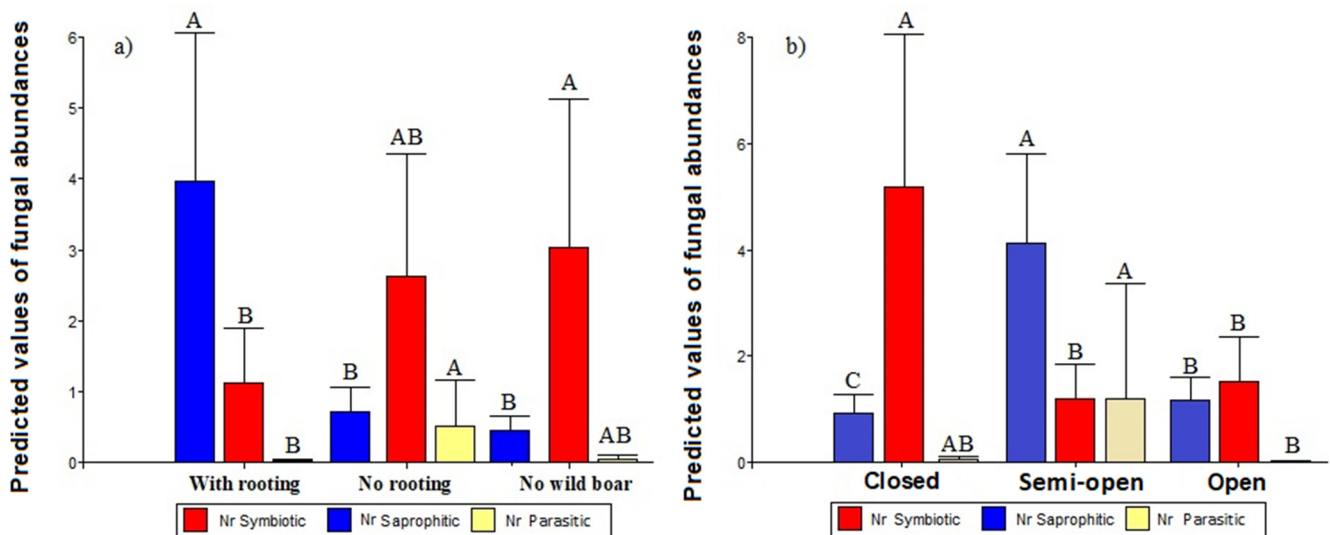 Predicted values of fungal abundances
a)
6
5
4
3
2
1
0
A
B
B
B
AB
A
B
A
AB
With rooting
No rooting
No wild boar
Nr Symbiotic
Nr Saprophitic
Nr Parasitic
Predicted values of fungal abundances
b)
8
6
4
2
0
C
A
AB
A
B
A
B
B
B
Closed
Semi-open
Open
Nr Symbiotic
Nr Saprophitic
Nr Parasitic